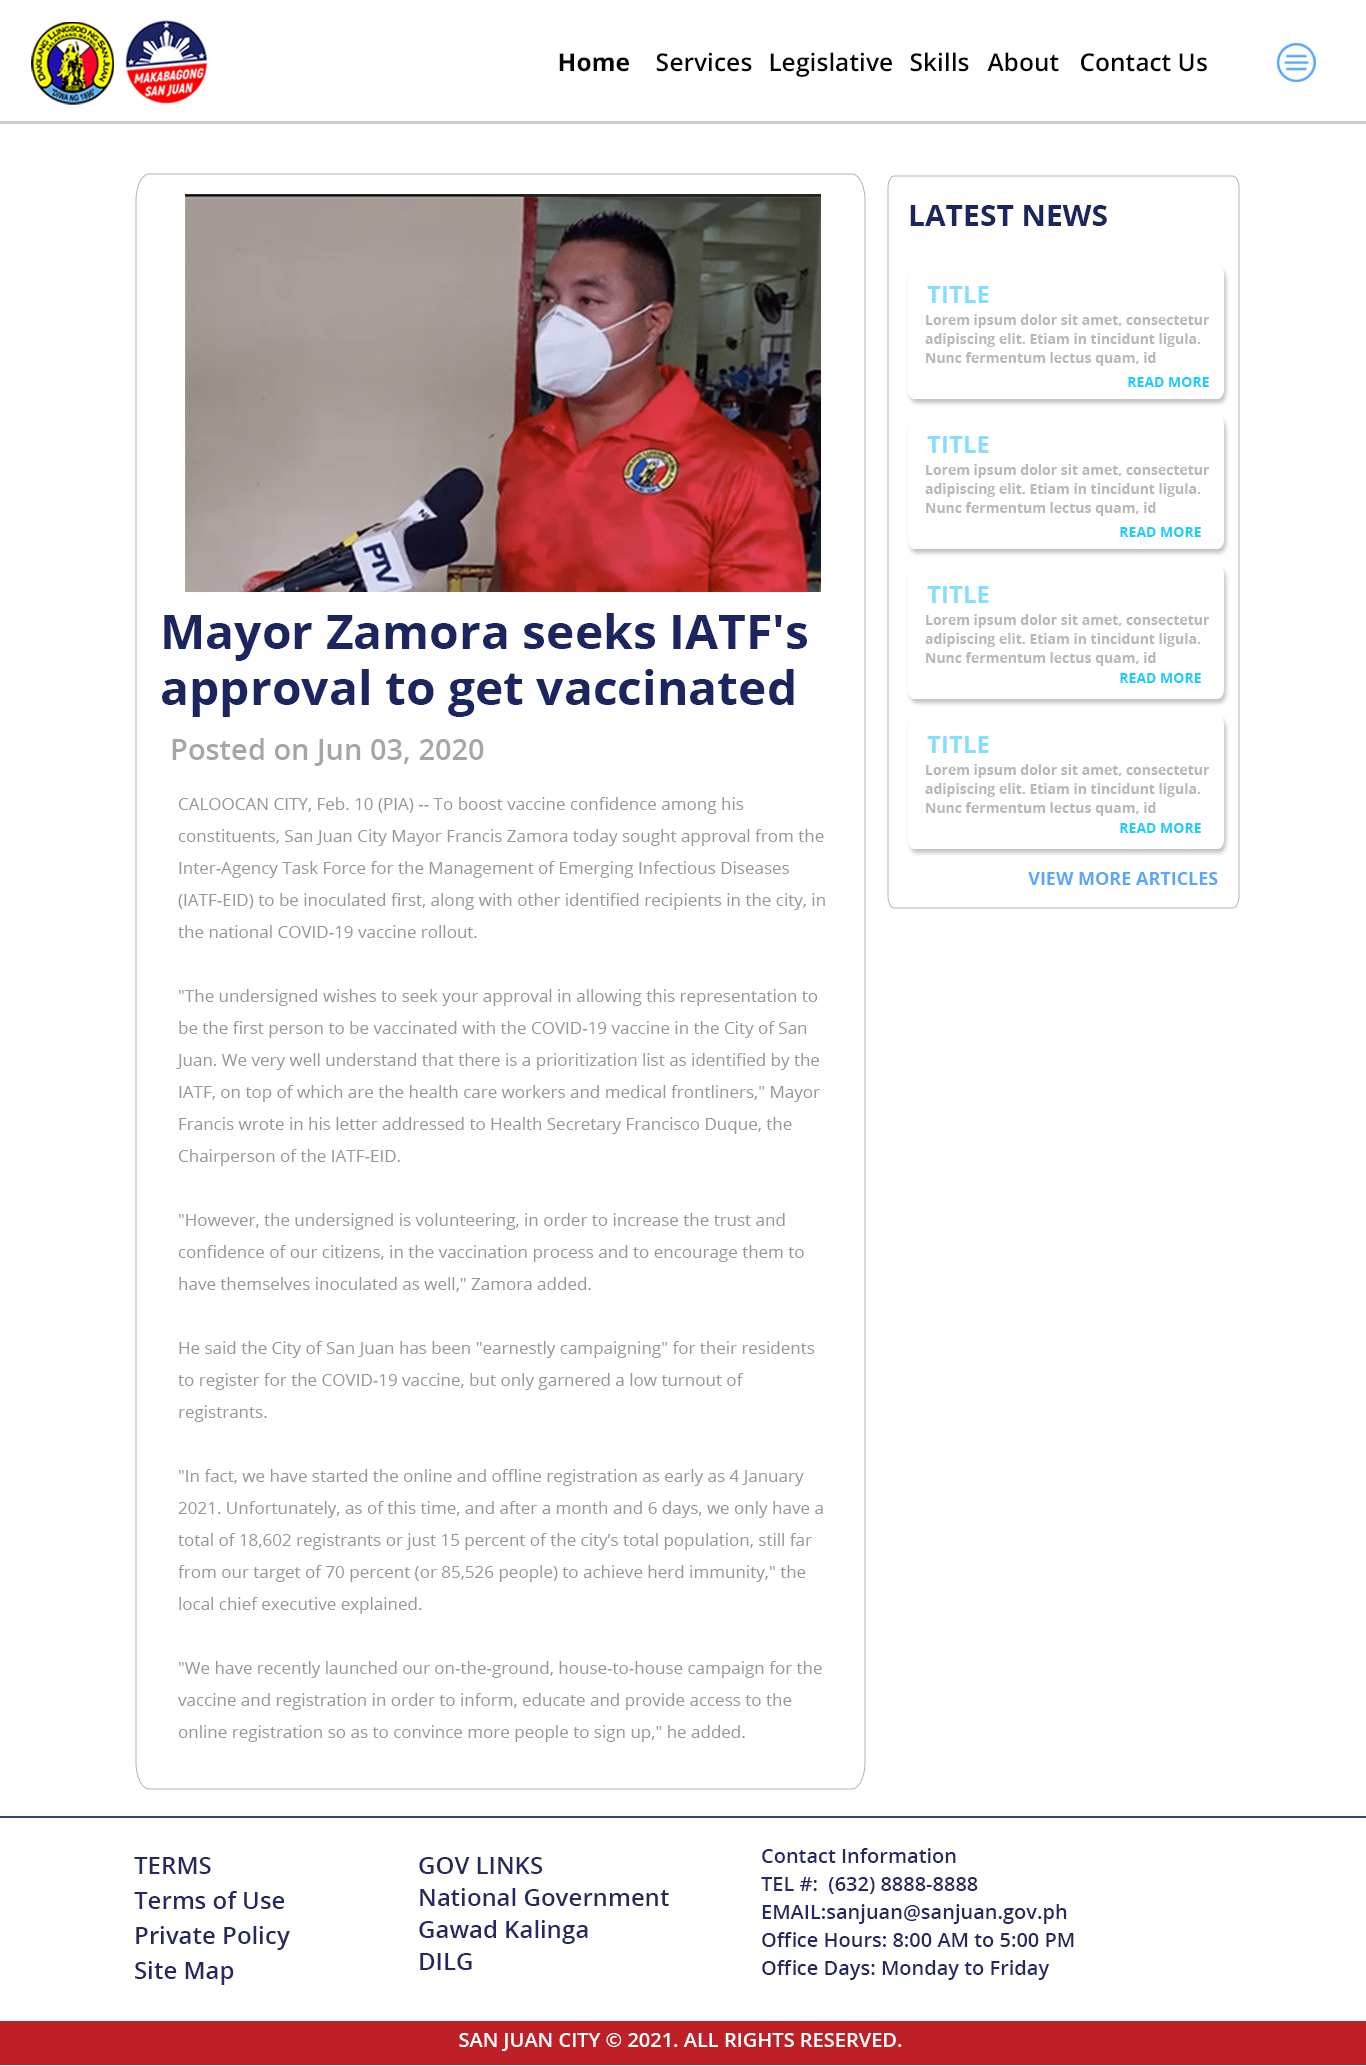 DAKILANG LUNGSOD NG SAN JUAN
"DIWA NG 1896"
MAKABAGONG
SAN JUAN
Home Services Legislative Skills About Contact Us
PTV
Mayor Zamora seeks IATF's
approval to get vaccinated
Posted on Jun 03, 2020
CALOOCAN CITY, Feb. 10 (PIA) -- To boost vaccine confidence among his
constituents, San Juan City Mayor Francis Zamora today sought approval from the
Inter-Agency Task Force for the Management of Emerging Infectious Diseases
(IATF-EID) to be inoculated first, along with other identified recipients in the city, in
the national COVID-19 vaccine rollout.
"The undersigned wishes to seek your approval in allowing this representation to
be the first person to be vaccinated with the COVID-19 vaccine in the City of San
Juan. We very well understand that there is a prioritization list as identified by the
IATF, on top of which are the health care workers and medical frontliners," Mayor
Francis wrote in his letter addressed to Health Secretary Francisco Duque, the
Chairperson of the IATF-EID.
"However, the undersigned is volunteering, in order to increase the trust and
confidence of our citizens, in the vaccination process and to encourage them to
have themselves inoculated as well," Zamora added.
He said the City of San Juan has been "earnestly campaigning" for their residents
to register for the COVID-19 vaccine, but only garnered a low turnout of
registrants.
"In fact, we have started the online and offline registration as early as 4 January
2021. Unfortunately, as of this time, and after a month and 6 days, we only have a
total of 18,602 registrants or just 15 percent of the city’s total population, still far
from our target of 70 percent (or 85,526 people) to achieve herd immunity," the
local chief executive explained.
"We have recently launched our on-the-ground, house-to-house campaign for the
vaccine and registration in order to inform, educate and provide access to the
online registration so as to convince more people to sign up," he added.
LATEST NEWS
TITLE
Lorem ipsum dolor sit amet, consectetur
adipiscing elit. Etiam in tincidunt ligula.
Nunc fermentum lectus quam, id
READ MORE
TITLE
Lorem ipsum dolor sit amet, consectetur
adipiscing elit. Etiam in tincidunt ligula.
Nunc fermentum lectus quam, id
READ MORE
TITLE
Lorem ipsum dolor sit amet, consectetur
adipiscing elit. Etiam in tincidunt ligula.
Nunc fermentum lectus quam, id
READ MORE
TITLE
Lorem ipsum dolor sit amet, consectetur
adipiscing elit. Etiam in tincidunt ligula.
Nunc fermentum lectus quam, id
READ MORE
VIEW MORE ARTICLES
TERMS
Terms of Use
Private Policy
Site Map
GOV LINKS
National Government
Gawad Kalinga
DILG
Contact Information
TEL #: (632) 8888-8888
EMAIL:sanjuan@sanjuan.gov.ph
Office Hours: 8:00 AM to 5:00 PM
Office Days: Monday to Friday
SAN JUAN CITY © 2021. ALL RIGHTS RESERVED.